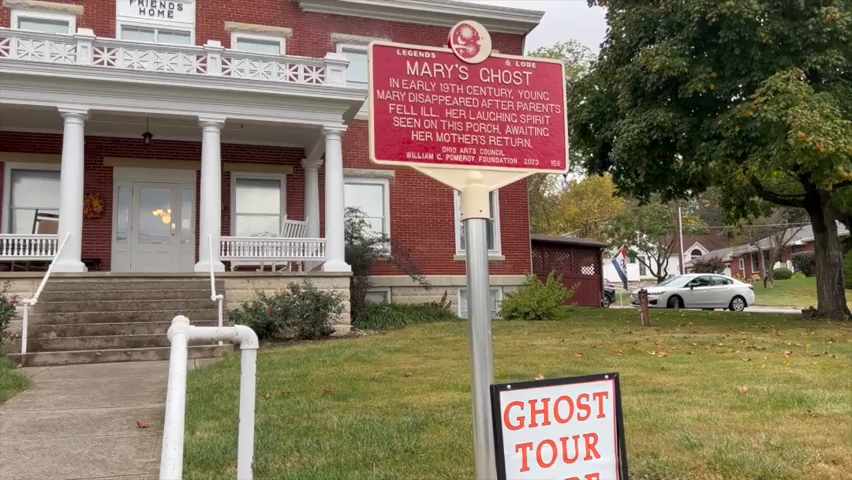 FRIENDS
HOME
LEGENDS & LORE
MARY'S GHOST
IN EARLY 19TH CENTURY, YOUNG
MARY DISAPPEARED AFTER PARENTS
FELL ILL. HER LAUGHING SPIRIT
SEEN ON THIS PORCH, AWAITING
HER MOTHER'S RETURN.
OHIO ARTS COUNCIL
WILLIAM G. POMEROY FOUNDATION 2023 156
GHOST
TOUR